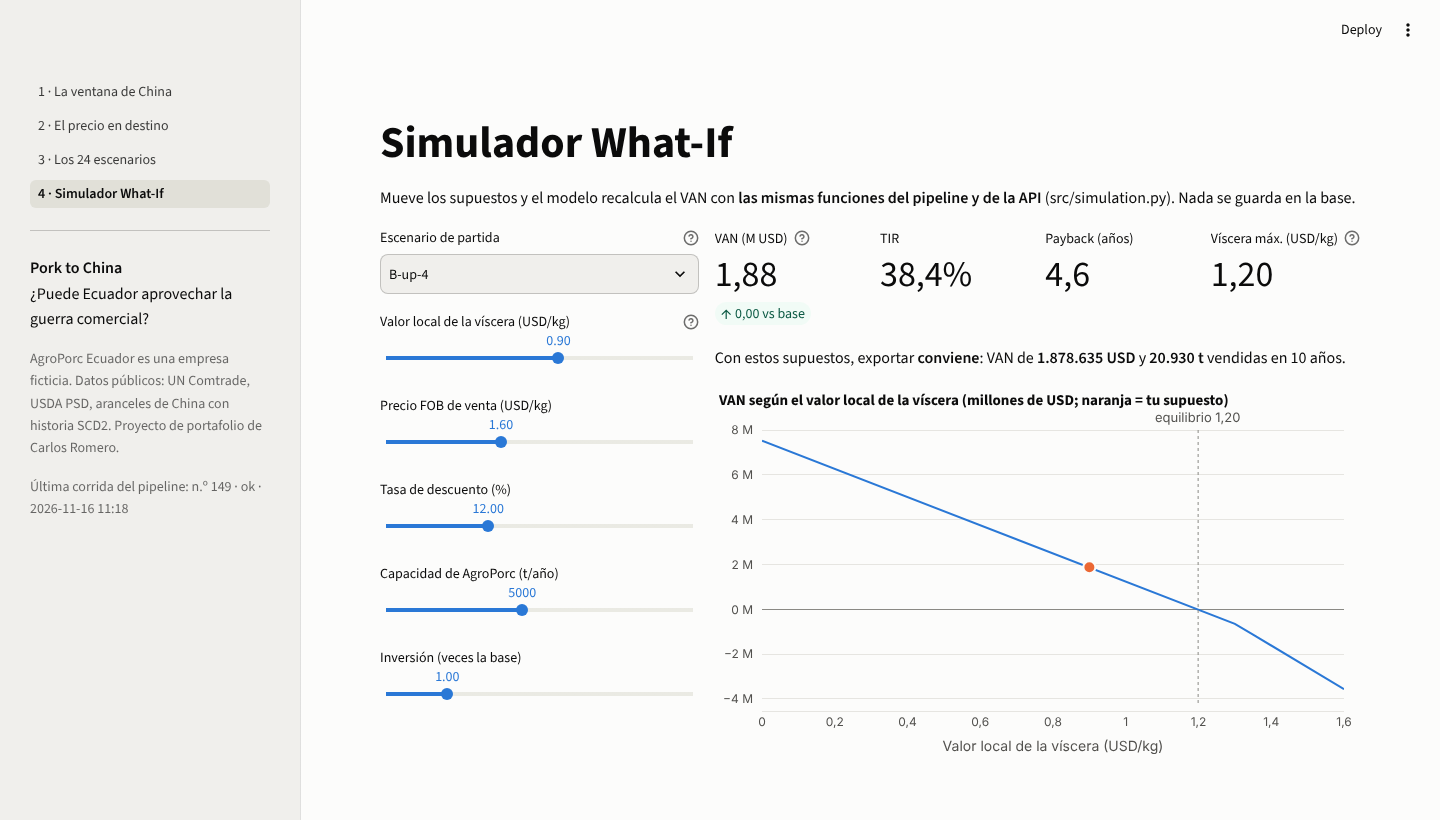 Deploy
1 · La ventana de China
2 · El precio en destino
3 · Los 24 escenarios
4 · Simulador What-If
Pork to China
¿Puede Ecuador aprovechar la
guerra comercial?
AgroPorc Ecuador es una empresa
ficticia. Datos públicos: UN Comtrade,
USDA PSD, aranceles de China con
historia SCD2. Proyecto de portafolio de
Carlos Romero.
Última corrida del pipeline: n.º 149 · ok ·
2026-11-16 11:18
Simulador What-If
Mueve los supuestos y el modelo recalcula el VAN con las mismas funciones del pipeline y de la API (src/simulation.py). Nada se guarda en la base.
Escenario de partida
B-up-4
Valor local de la víscera (USD/kg)
0.90
Precio FOB de venta (USD/kg)
1.60
Tasa de descuento (%)
12.00
Capacidad de AgroPorc (t/año)
5000
Inversión (veces la base)
1.00
VAN (M USD)
1,88
↑ 0,00 vs base
TIR
38,4%
Payback (años)
4,6
Víscera máx. (USD/kg)
1,20
Con estos supuestos, exportar conviene: VAN de 1.878.635 USD y 20.930 t vendidas en 10 años.
VAN según el valor local de la víscera (millones de USD; naranja = tu supuesto)
equilibrio 1,20
8 M
6 M
4 M
2 M
0 M
−2 M
−4 M
0 0,2 0,4 0,6 0,8 1 1,2 1,4 1,6
Valor local de la víscera (USD/kg)